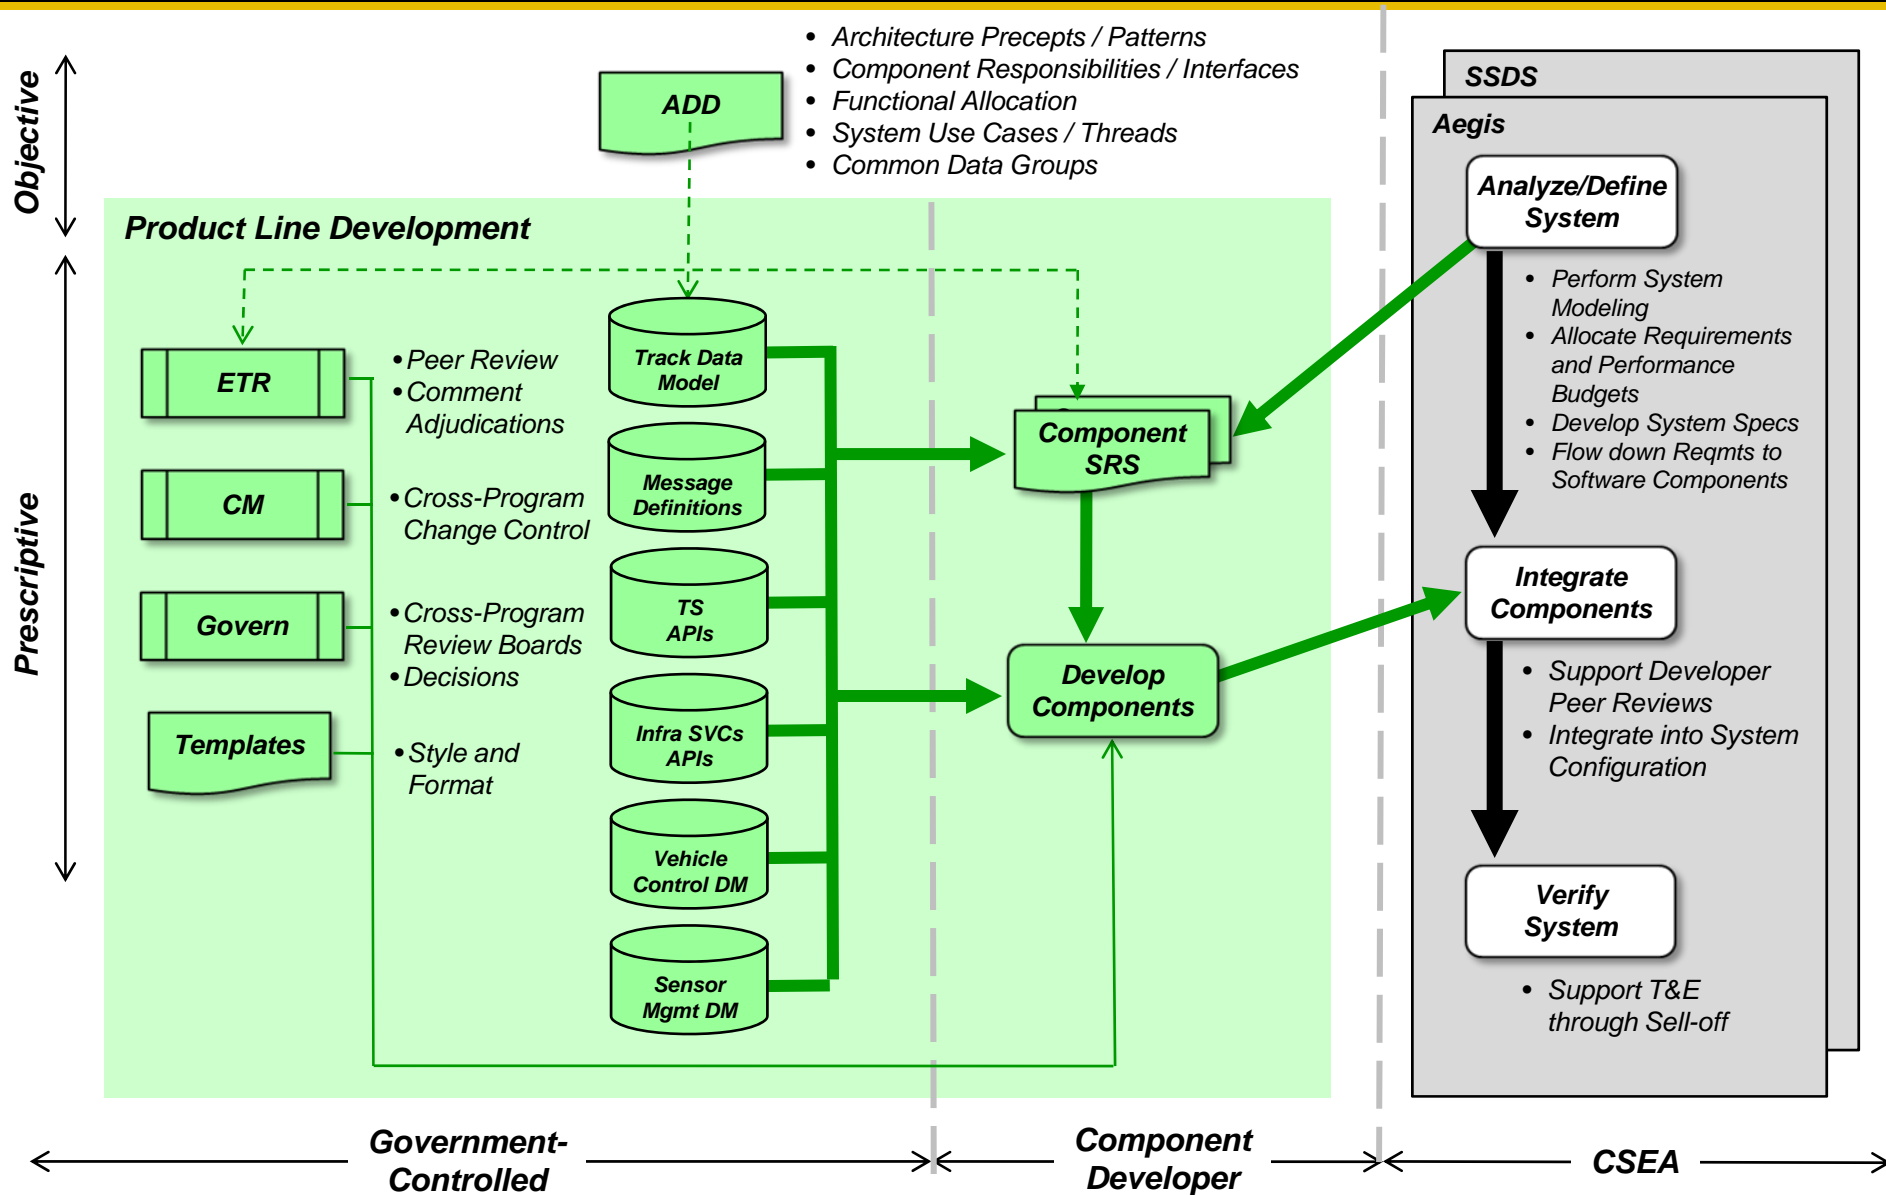 Objective
Prescriptive
ADD
• Architecture Precepts / Patterns
• Component Responsibilities / Interfaces
• Functional Allocation
• System Use Cases / Threads
• Common Data Groups
Product Line Development
ETR
• Peer Review
• Comment
Adjudications
CM
• Cross-Program
Change Control
Govern
• Cross-Program
Review Boards
• Decisions
Templates
• Style and
Format
Track Data
Model
Message
Definitions
TS
APIs
Infra SVCs
APIs
Vehicle
Control DM
Sensor
Mgmt DM
Component
SRS
Develop
Components
SSDS
Aegis
Analyze/Define
System
• Perform System
Modeling
• Allocate Requirements
and Performance
Budgets
• Develop System Specs
• Flow down Reqmts to
Software Components
Integrate
Components
• Support Developer
Peer Reviews
• Integrate into System
Configuration
Verify
System
• Support T&E
through Sell-off
Government-
Controlled
Component
Developer
CSEA